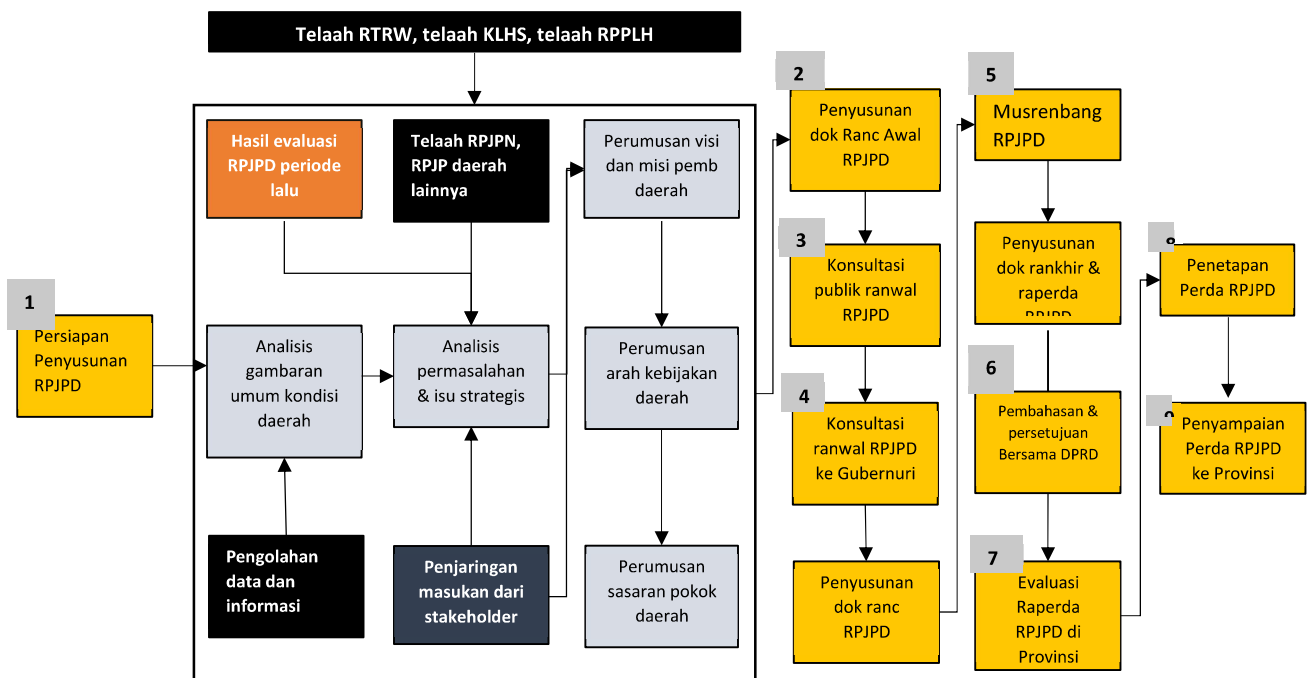 Telaah RTRW, telaah KLHS, telaah RPPLH
1
Persiapan
Penyusunan
RPJPD
Hasil evaluasi
RPJPD periode
lalu
Telaah RPJPN,
RPJP daerah
lainnya
Perumusan visi
dan misi pemb
daerah
Analisis
gambaran
umum kondisi
daerah
Analisis
permasalahan
& isu strategis
Perumusan
arah kebijakan
daerah
Pengolahan
data dan
informasi
Penjaringan
masukan dari
stakeholder
Perumusan
sasaran pokok
daerah
2
Penyusunan
dok Ranc Awal
RPJPD
3
Konsultasi
publik ranwal
RPJPD
4
Konsultasi
ranwal RPJPD
ke Gubernuri
Penyusunan
dok ranc
RPJPD
5
Musrenbang
RPJPD
Penyusunan
dok rankhir &
raperda
RPJPD
6
Pembahasan &
persetujuan
Bersama DPRD
7
Evaluasi
Raperda
RPJPD di
Provinsi
8
Penetapan
Perda RPJPD
9
Penyampaian
Perda RPJPD
ke Provinsi